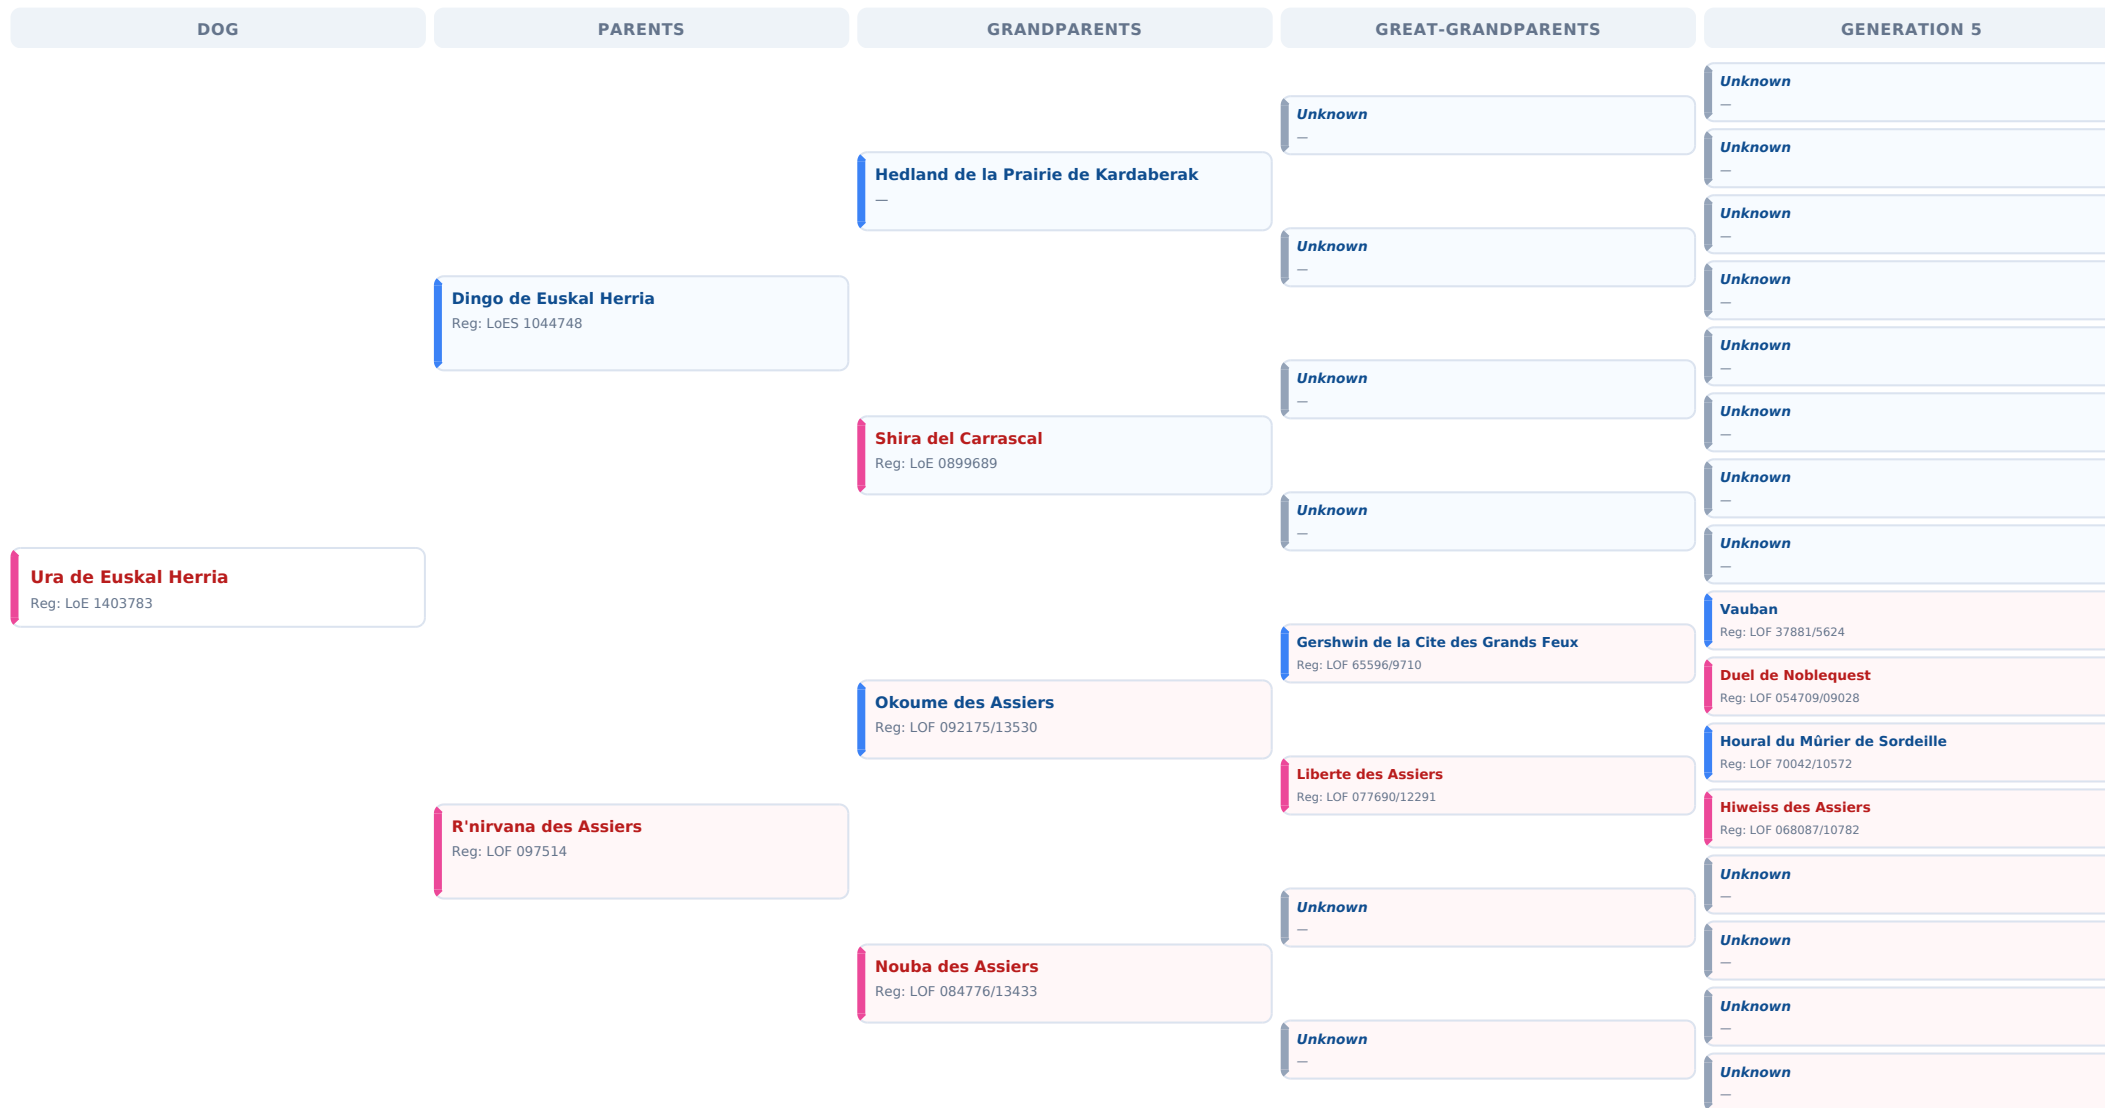 DOG
PARENTS
GRANDPARENTS
GREAT-GRANDPARENTS
GENERATION 5
Ura de Euskal Herria
Reg: LoE 1403783
Dingo de Euskal Herria
Reg: LoES 1044748
R'nirvana des Assiers
Reg: LOF 097514
Hedland de la Prairie de Kardaberak
—
Shira del Carrascal
Reg: LoE 0899689
Okoume des Assiers
Reg: LOF 092175/13530
Nouba des Assiers
Reg: LOF 084776/13433
Unknown
—
Unknown
—
Unknown
—
Unknown
—
Gershwin de la Cite des Grands Feux
Reg: LOF 65596/9710
Liberte des Assiers
Reg: LOF 077690/12291
Unknown
—
Unknown
—
Unknown
—
Unknown
—
Unknown
—
Unknown
—
Unknown
—
Unknown
—
Unknown
—
Unknown
—
Vauban
Reg: LOF 37881/5624
Duel de Noblequest
Reg: LOF 054709/09028
Houral du Mûrier de Sordeille
Reg: LOF 70042/10572
Hiweiss des Assiers
Reg: LOF 068087/10782
Unknown
—
Unknown
—
Unknown
—
Unknown
—